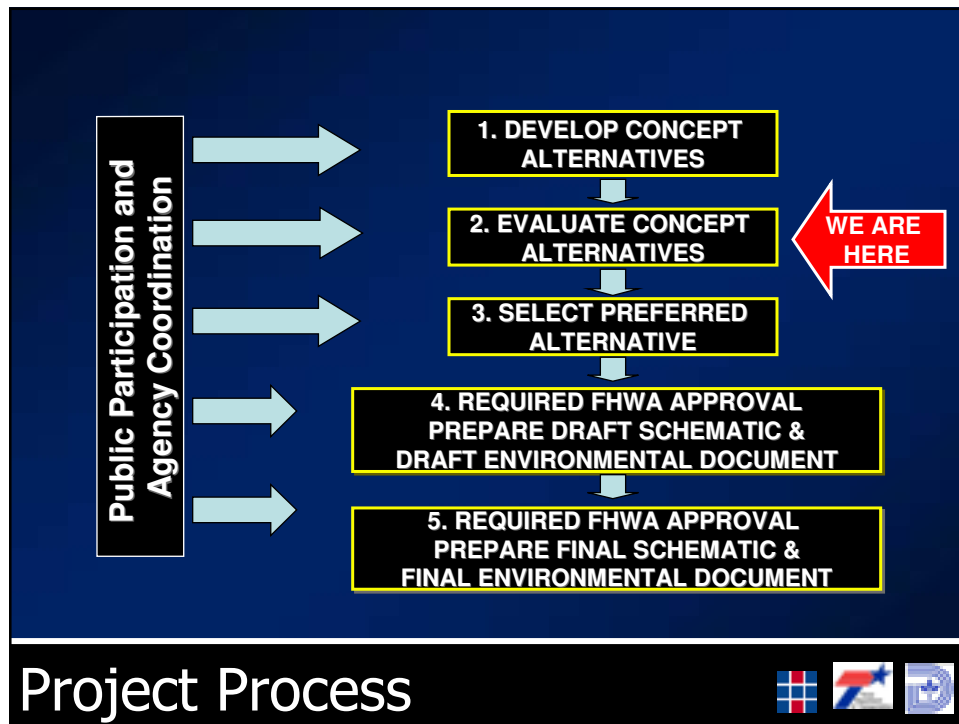 Public Participation and
Agency Coordination
1. DEVELOP CONCEPT
ALTERNATIVES
2. EVALUATE CONCEPT
ALTERNATIVES
WE ARE
HERE
3. SELECT PREFERRED
ALTERNATIVE
4. REQUIRED FHWA APPROVAL
PREPARE DRAFT SCHEMATIC &
DRAFT ENVIRONMENTAL DOCUMENT
5. REQUIRED FHWA APPROVAL
PREPARE FINAL SCHEMATIC &
FINAL ENVIRONMENTAL DOCUMENT
Project Process